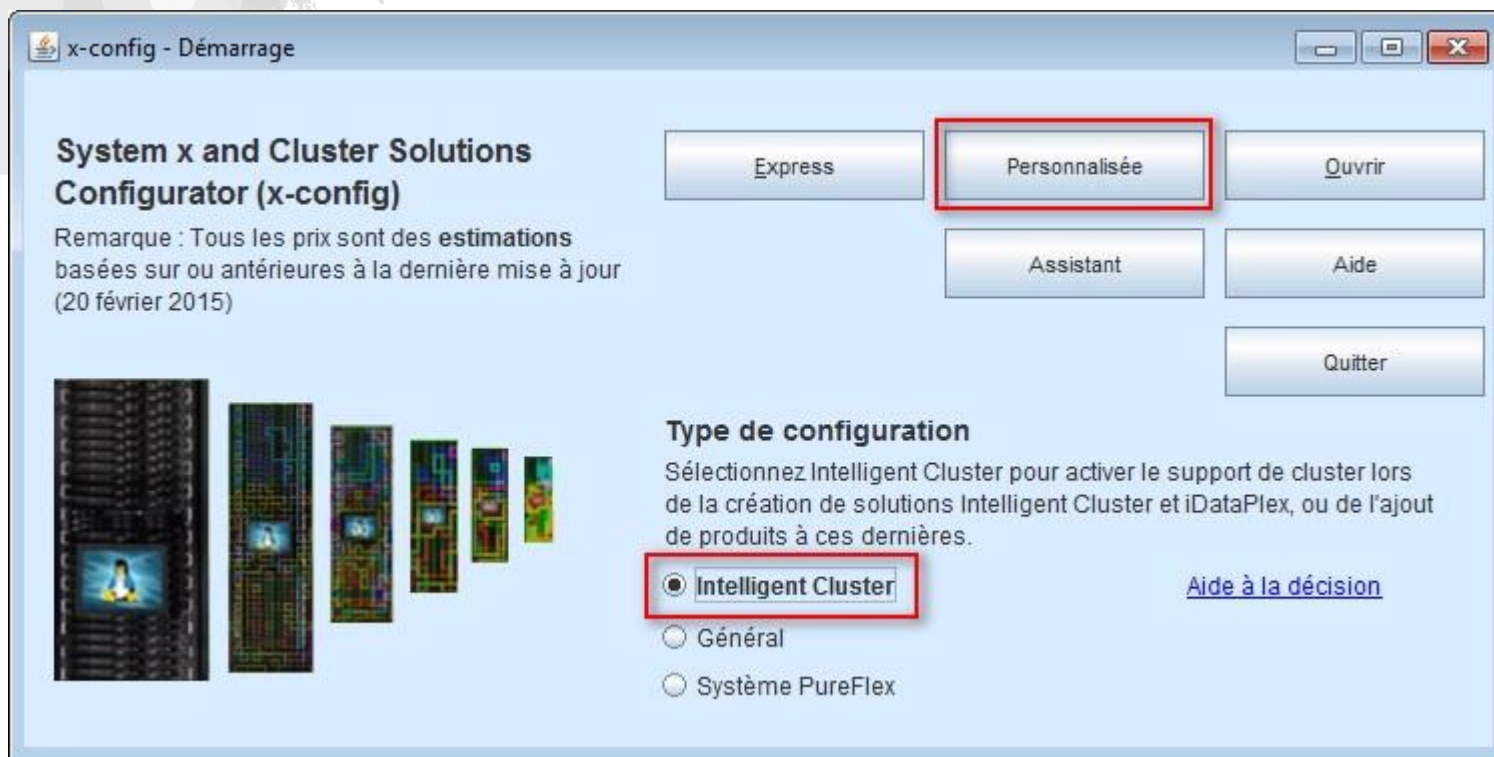 x-config - Démarrage
System x and Cluster Solutions
Configurator (x-config)
Remarque : Tous les prix sont des estimations
basées sur ou antérieures à la dernière mise à jour
(20 février 2015)
Express
Personnalisée
Ouvrir
Assistant
Aide
Quitter
Type de configuration
Sélectionnez Intelligent Cluster pour activer le support de cluster lors
de la création de solutions Intelligent Cluster et iDataPlex, ou de l'ajout
de produits à ces dernières.
Intelligent Cluster
Aide à la décision
Général
Système PureFlex